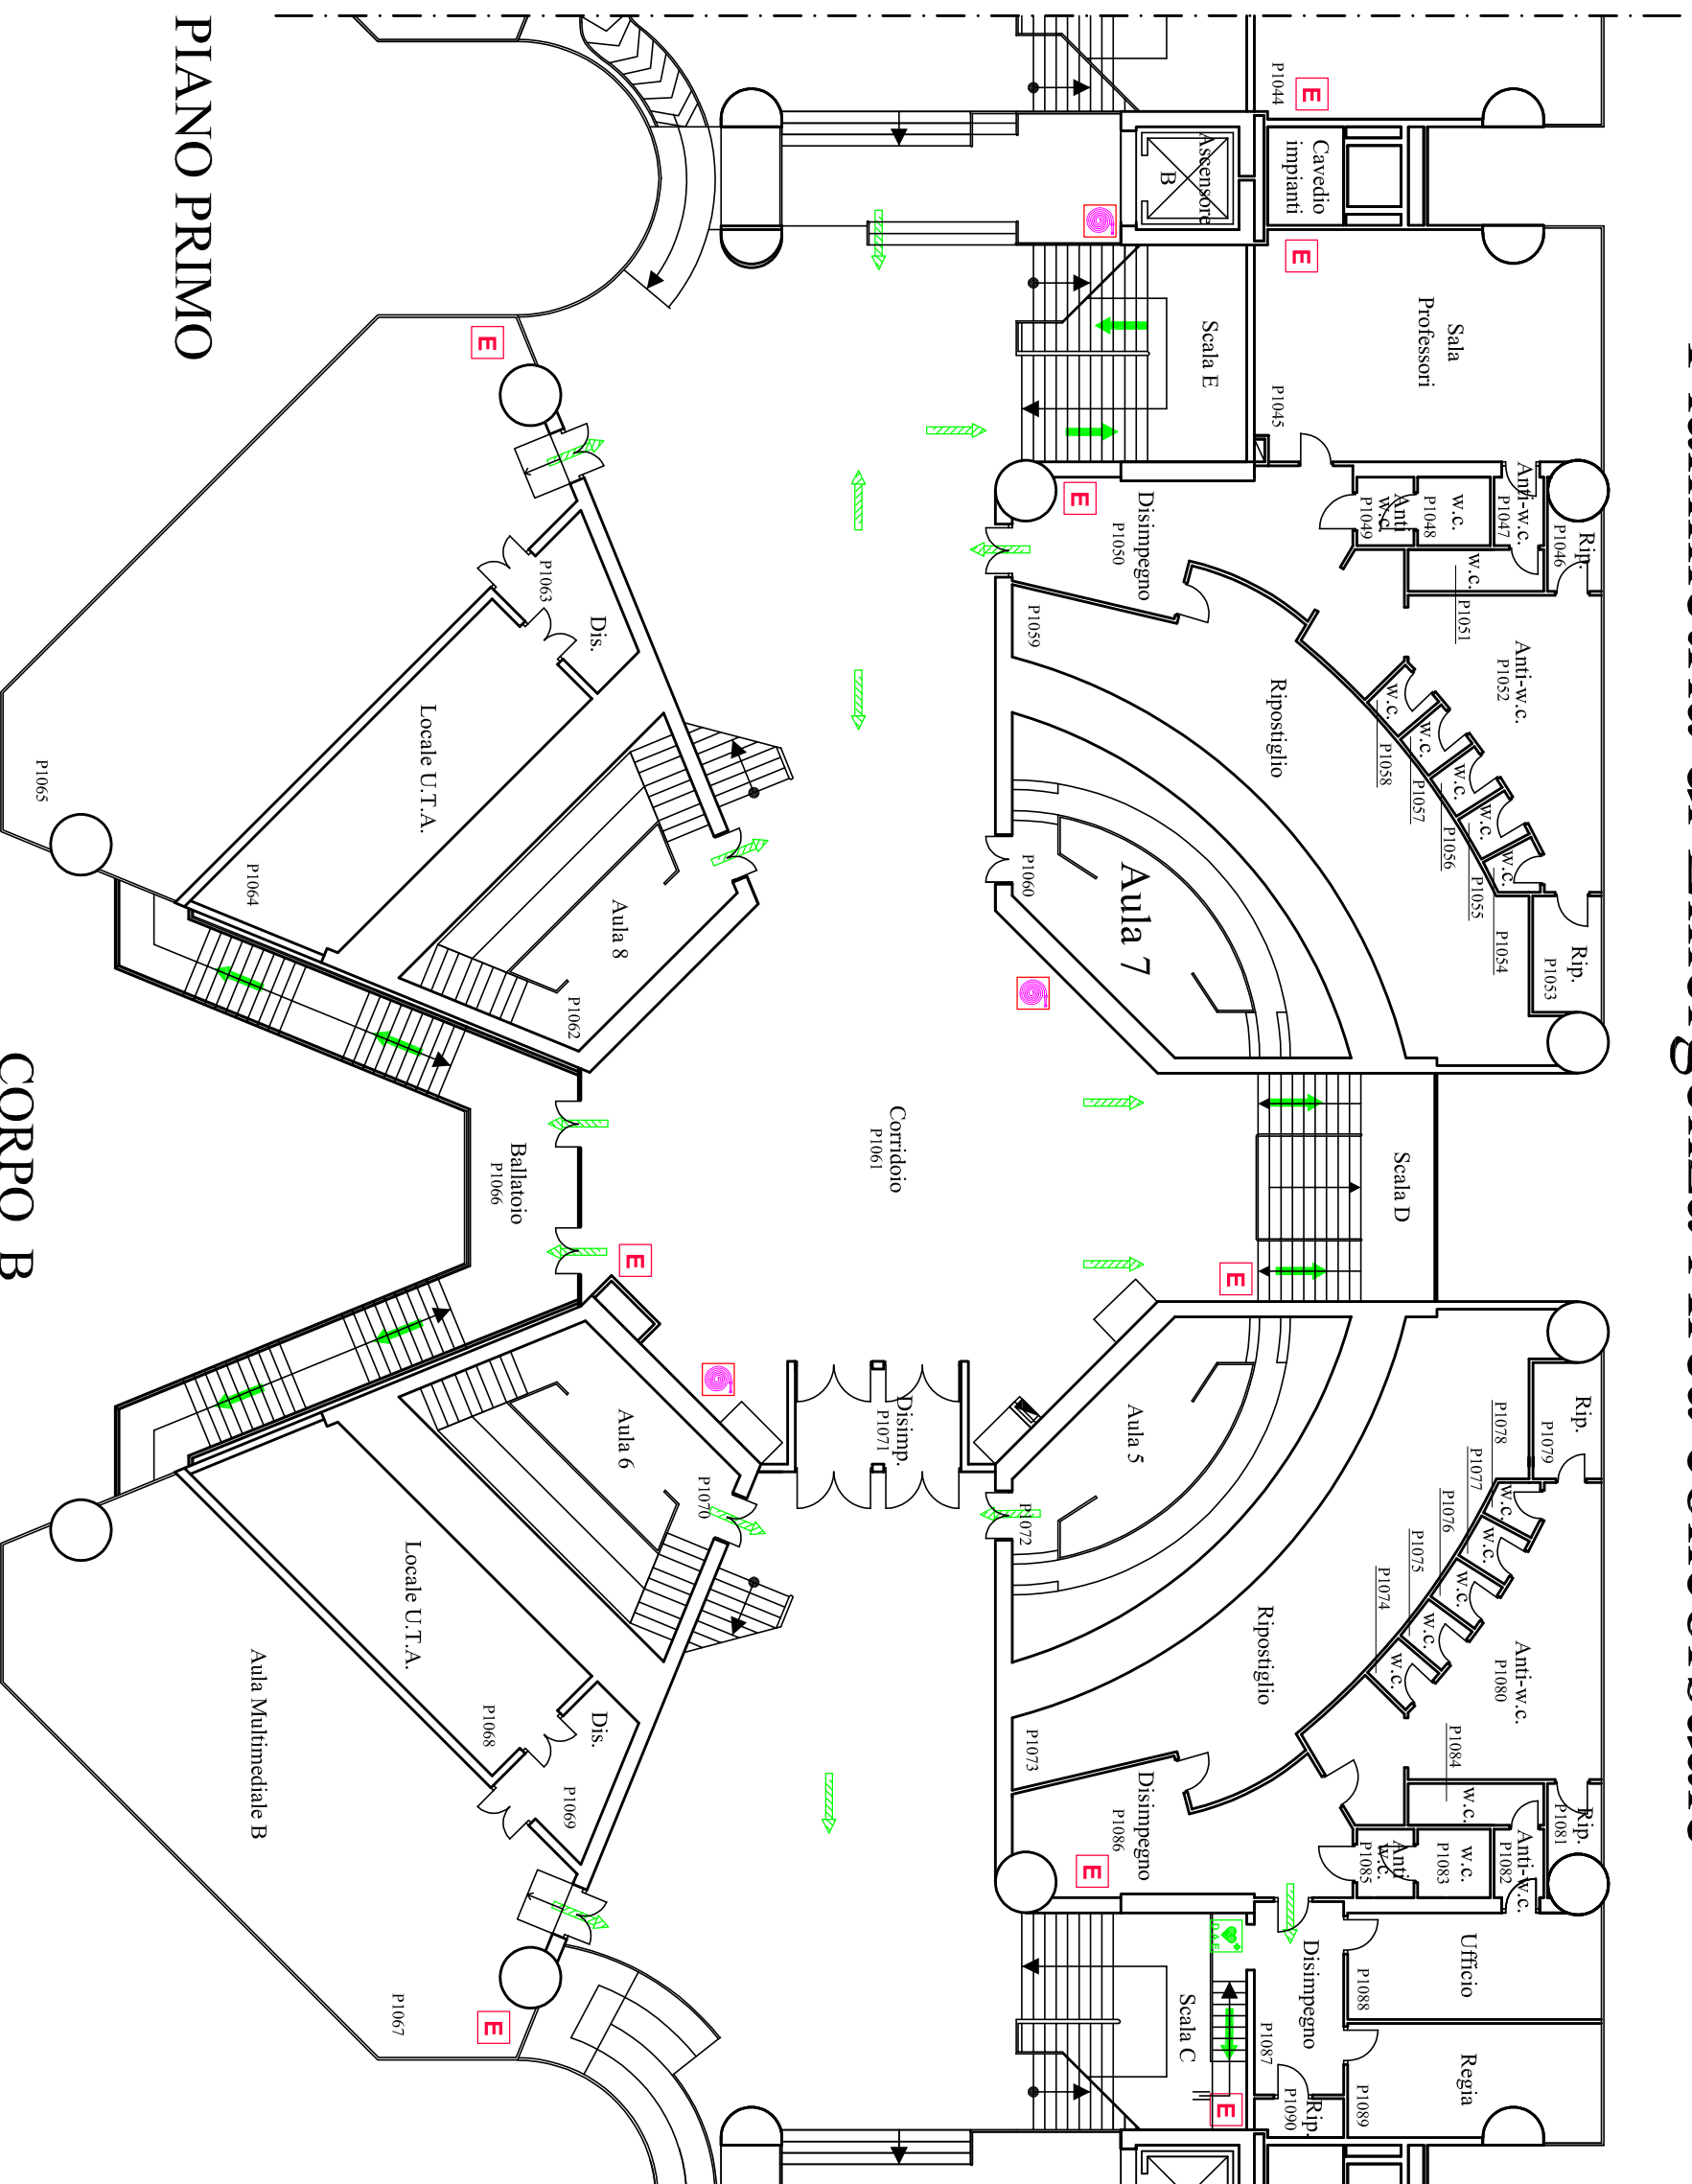 P1044
E
Cavedio
impianti
Ascensore
B
E
Sala
Professori
P1045
Scala E
Rip.
P1046
Anti-w.c.
P1047
w.c.
P1048
Anti
w.c.
P1049
w.c.
P1051
Anti-w.c.
P1052
Rip.
P1053
w.c.
P1054
w.c.
P1055
w.c.
P1056
w.c.
P1057
w.c.
P1058
E
Disimpegno
P1050
Ripostiglio
P1059
Aula 7
P1060
Scala D
E
Rip.
P1079
w.c.
P1078
w.c.
P1077
w.c.
P1076
w.c.
P1075
w.c.
P1074
Anti-w.c.
P1080
P1084
w.c.
Rip.
P1081
Anti-w.c.
P1082
w.c.
P1083
Anti
w.c.
P1085
Ripostiglio
P1073
Aula 5
P1072
Disimpegno
P1086
E
Ufficio
P1088
Regia
P1089
Disimpegno
P1087
Rip.
P1090
DAE
Scala C
E
Corridoio
P1061
Disimp.
P1071
E
E
P1063
Dis.
Locale U.T.A.
P1064
P1065
Aula 8
P1062
Ballatoio
P1066
E
Aula 6
P1070
Locale U.T.A.
P1068
Dis.
P1069
Aula Multimediale B
P1067
PIANO PRIMO
CORPO B